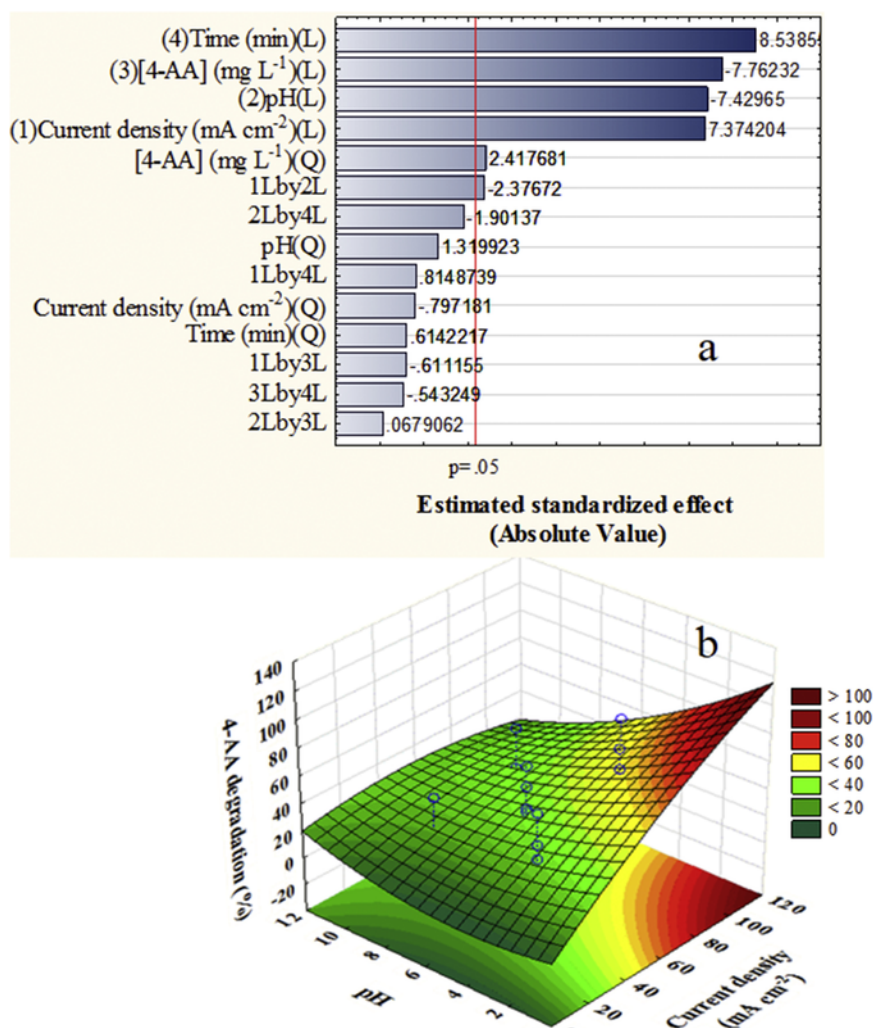 (4)Time (min)(L) 8.5385
(3)[4-AA] (mg L⁻¹)(L) -7.76232
(2)pH(L) -7.42965
(1)Current density (mA cm⁻²)(L) 7.374204
[4-AA] (mg L⁻¹)(Q) 2.417681
1Lby2L -2.37672
2Lby4L -1.90137
pH(Q) 1.319923
1Lby4L .8148739
Current density (mA cm⁻²)(Q) -.797181
Time (min)(Q) .6142217
1Lby3L -.611155
3Lby4L -.543249
2Lby3L .0679062
a
p=.05
Estimated standardized effect
(Absolute Value)
b
140
120
100
80
60
40
20
0
-20
4-AA degradation (%)
12
10
8
6
4
2
pH
20
40
60
80
100
120
Current density
(mA cm⁻²)
> 100
< 100
< 80
< 60
< 40
< 20
0